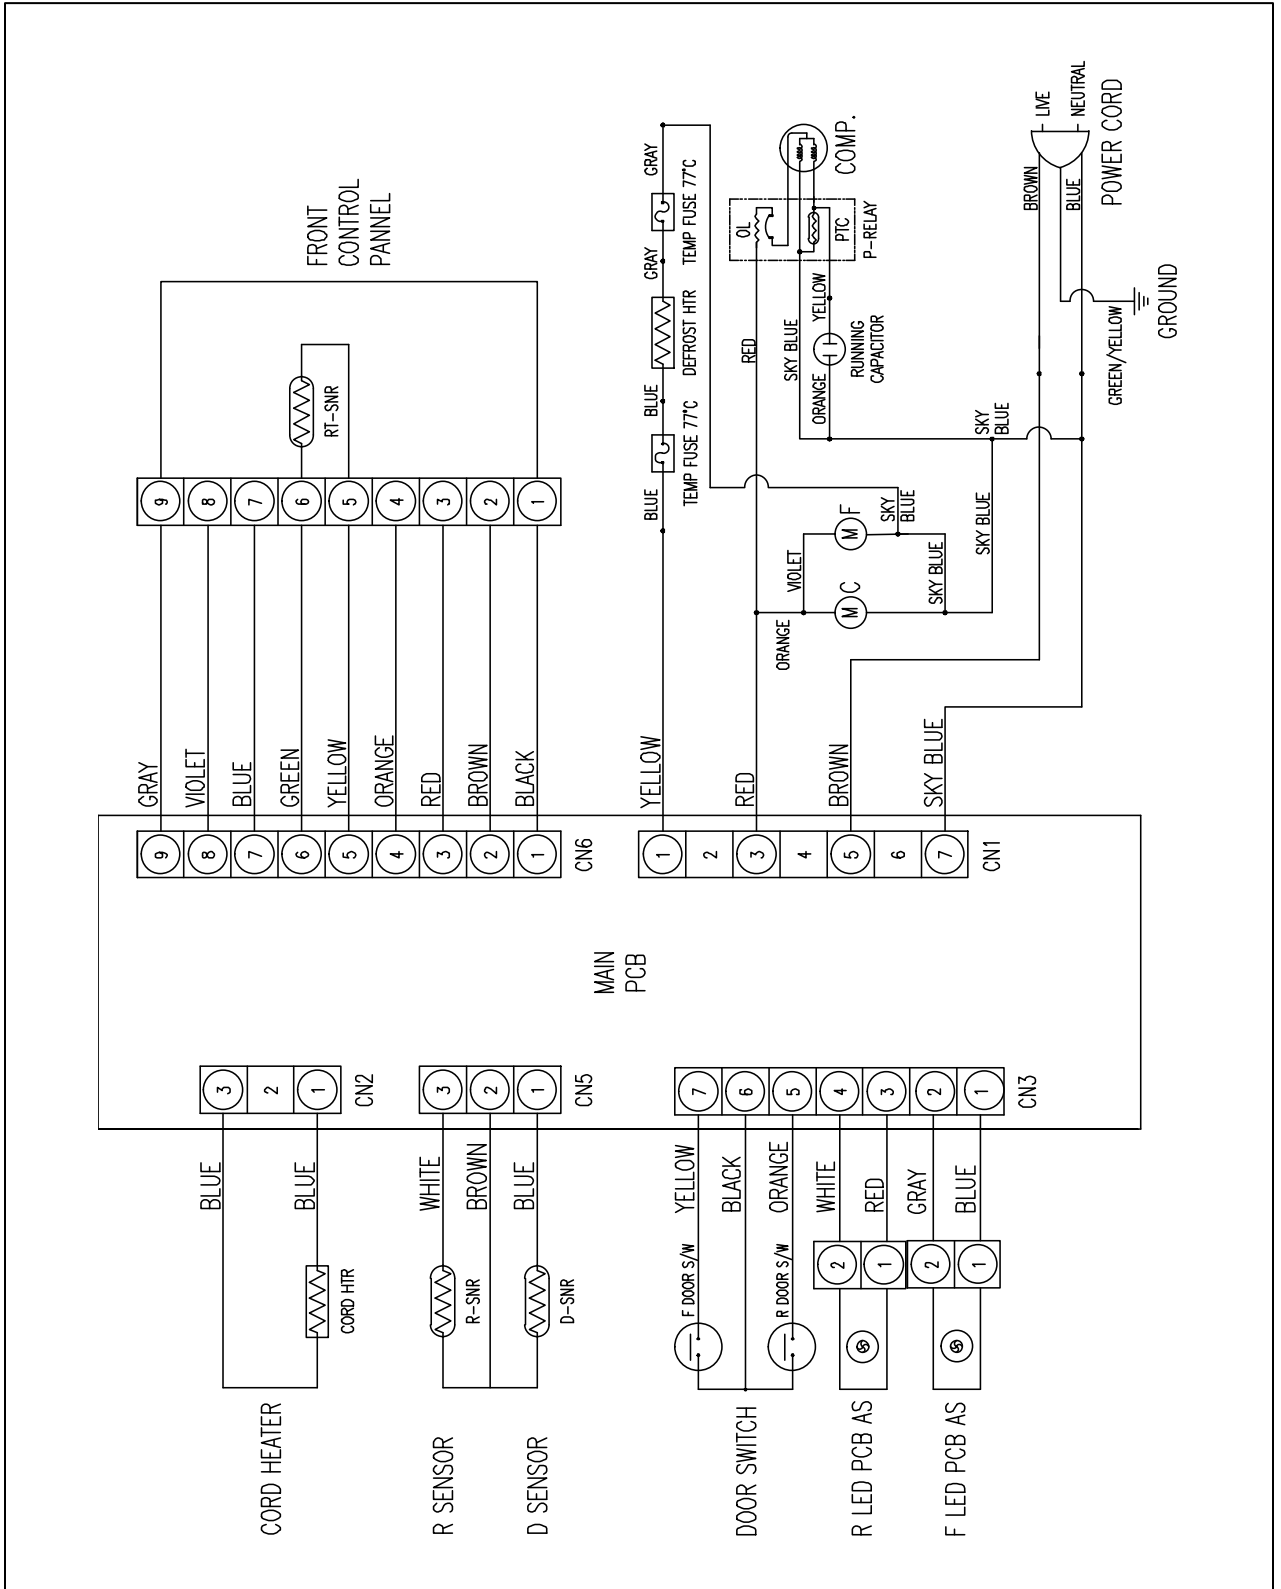 FRONT
CONTROL
PANNEL
RT-SNR
9
8
7
6
5
4
3
2
1
GRAY
VIOLET
BLUE
GREEN
YELLOW
ORANGE
RED
BROWN
BLACK
9
8
7
6
5
4
3
2
1
CN6
GRAY
TEMP FUSE 77°C
GRAY
DEFROST HTR
BLUE
TEMP FUSE 77°C
BLUE
YELLOW
COMP.
OL
PTC
P-RELAY
RED
SKY BLUE
YELLOW
RUNNING
CAPACITOR
ORANGE
LIVE
NEUTRAL
POWER CORD
BROWN
BLUE
GREEN/YELLOW
GROUND
SKY
BLUE
SKY BLUE
M F
SKY
BLUE
VIOLET
M C
SKY BLUE
ORANGE
RED
BROWN
SKY BLUE
1
2
3
4
5
6
7
CN1
MAIN
PCB
3
2
1
CN2
BLUE
BLUE
CORD HTR
CORD HEATER
3
2
1
CN5
WHITE
BROWN
BLUE
R-SNR
D-SNR
R SENSOR
D SENSOR
7
6
5
4
3
2
1
CN3
YELLOW
BLACK
ORANGE
WHITE
RED
GRAY
BLUE
F DOOR S/W
R DOOR S/W
2
1
2
1
DOOR SWITCH
R LED PCB AS
F LED PCB AS